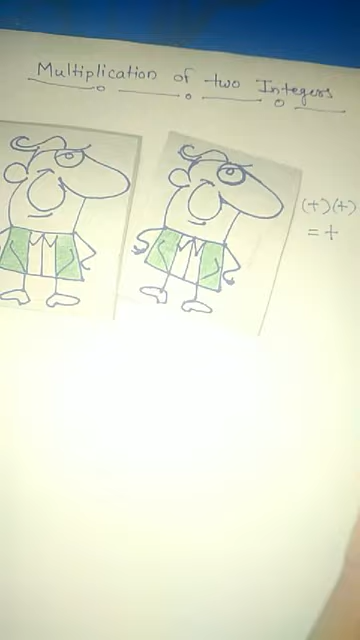 Multiplication of two Integers
(+)(+)
= +